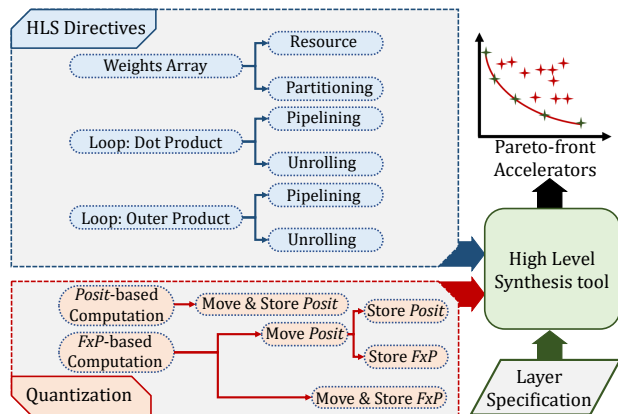 HLS Directives
Resource
Weights Array
Partitioning
Pipelining
Loop: Dot Product
Unrolling
Pipelining
Loop: Outer Product
Unrolling
Posit-based
Computation
Move & Store Posit
FxP-based
Computation
Move Posit
Store Posit
Store FxP
Move & Store FxP
Quantization
Pareto-front
Accelerators
High Level
Synthesis tool
Layer
Specification